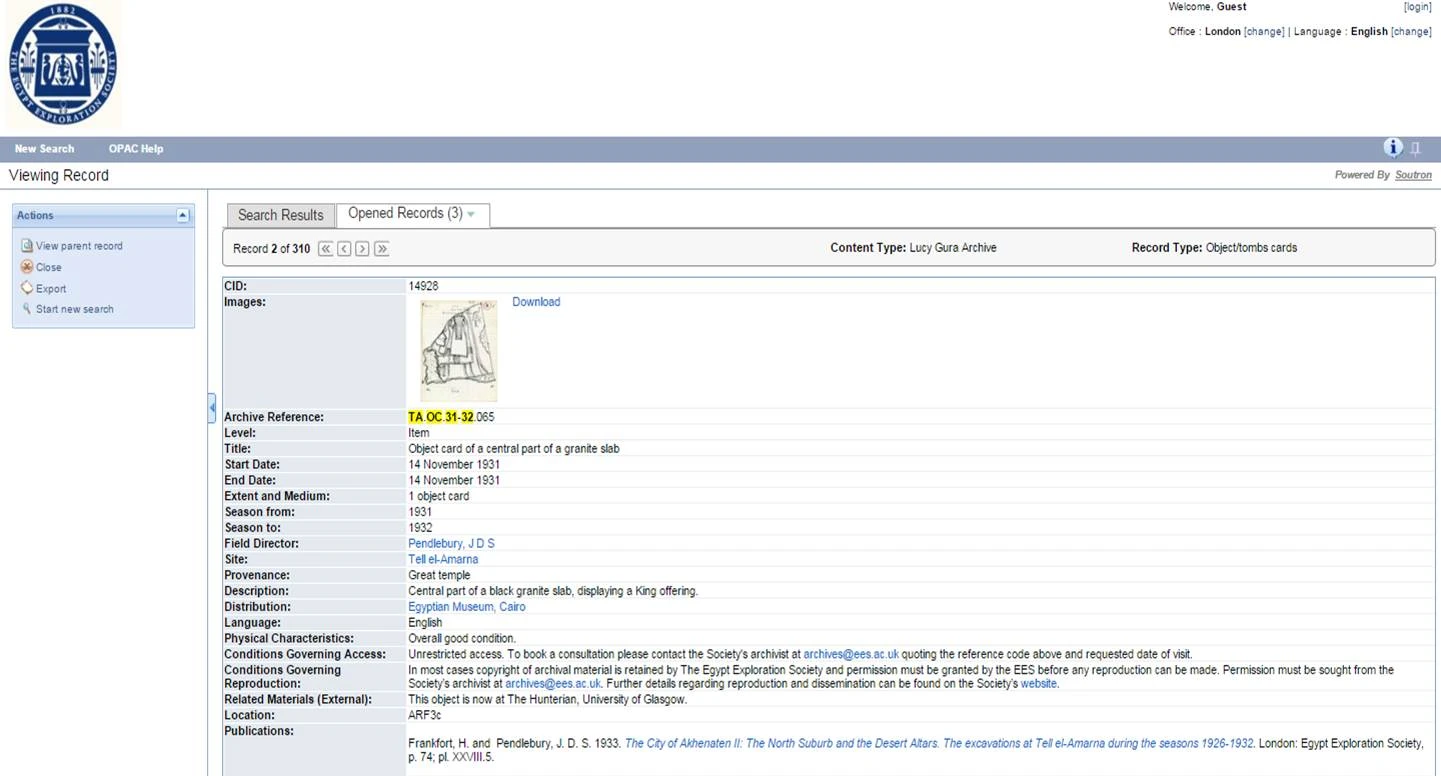 1882
THE EGYPT EXPLORATION SOCIETY
Welcome, Guest [login]
Office : London [change] | Language : English [change]
New Search OPAC Help
Viewing Record Powered By Soutron
Actions
View parent record
Close
Export
Start new search
Search Results Opened Records (3)
Record 2 of 310 Content Type: Lucy Gura Archive Record Type: Object/tombs cards
CID: 14928
Images: Download
Archive Reference: TA.OC.31-32.065
Level: Item
Title: Object card of a central part of a granite slab
Start Date: 14 November 1931
End Date: 14 November 1931
Extent and Medium: 1 object card
Season from: 1931
Season to: 1932
Field Director: Pendlebury, J D S
Site: Tell el-Amarna
Provenance: Great temple
Description: Central part of a black granite slab, displaying a King offering.
Distribution: Egyptian Museum, Cairo
Language: English
Physical Characteristics: Overall good condition.
Conditions Governing Access: Unrestricted access. To book a consultation please contact the Society's archivist at archives@ees.ac.uk quoting the reference code above and requested date of visit.
Conditions Governing Reproduction: In most cases copyright of archival material is retained by The Egypt Exploration Society and permission must be granted by the EES before any reproduction can be made. Permission must be sought from the
Society's archivist at archives@ees.ac.uk. Further details regarding reproduction and dissemination can be found on the Society's website.
Related Materials (External): This object is now at The Hunterian, University of Glasgow.
Location: ARF3c
Publications:
Frankfort, H. and Pendlebury, J. D. S. 1933. The City of Akhenaten II: The North Suburb and the Desert Altars. The excavations at Tell el-Amarna during the seasons 1926-1932. London: Egypt Exploration Society,
p. 74; pl. XXVIII.5.